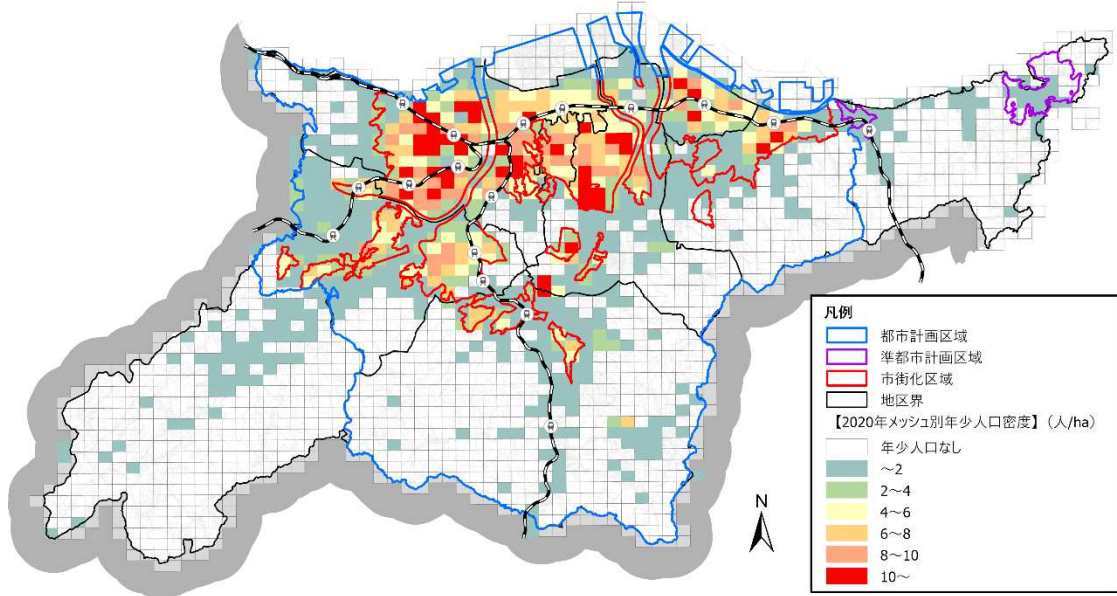 N
凡例
都市計画区域
準都市計画区域
市街化区域
地区界
【2020年メッシュ別年少人口密度】(人/ha)
年少人口なし
～2
2～4
4～6
6～8
8～10
10～